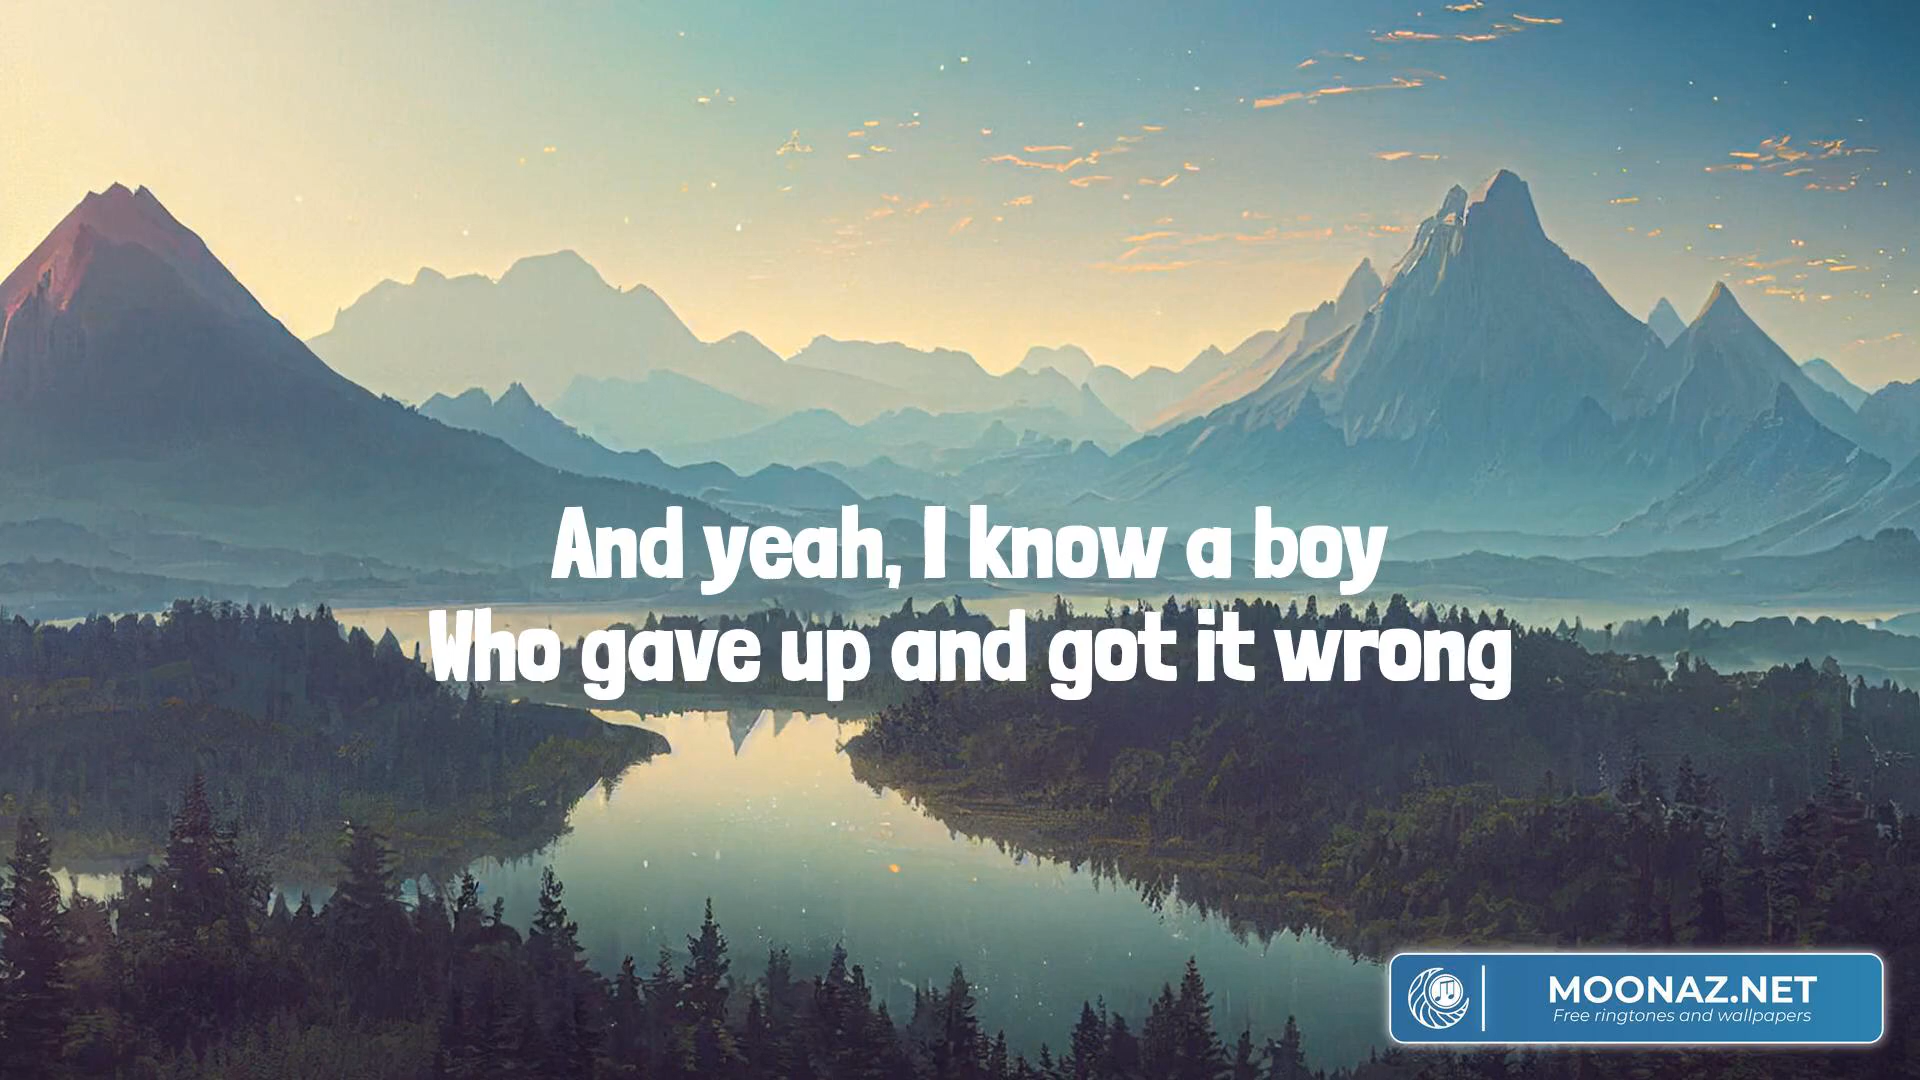 And yeah, I know a boy
Who gave up and got it wrong
MOONAZ.NET
Free ringtones and wallpapers